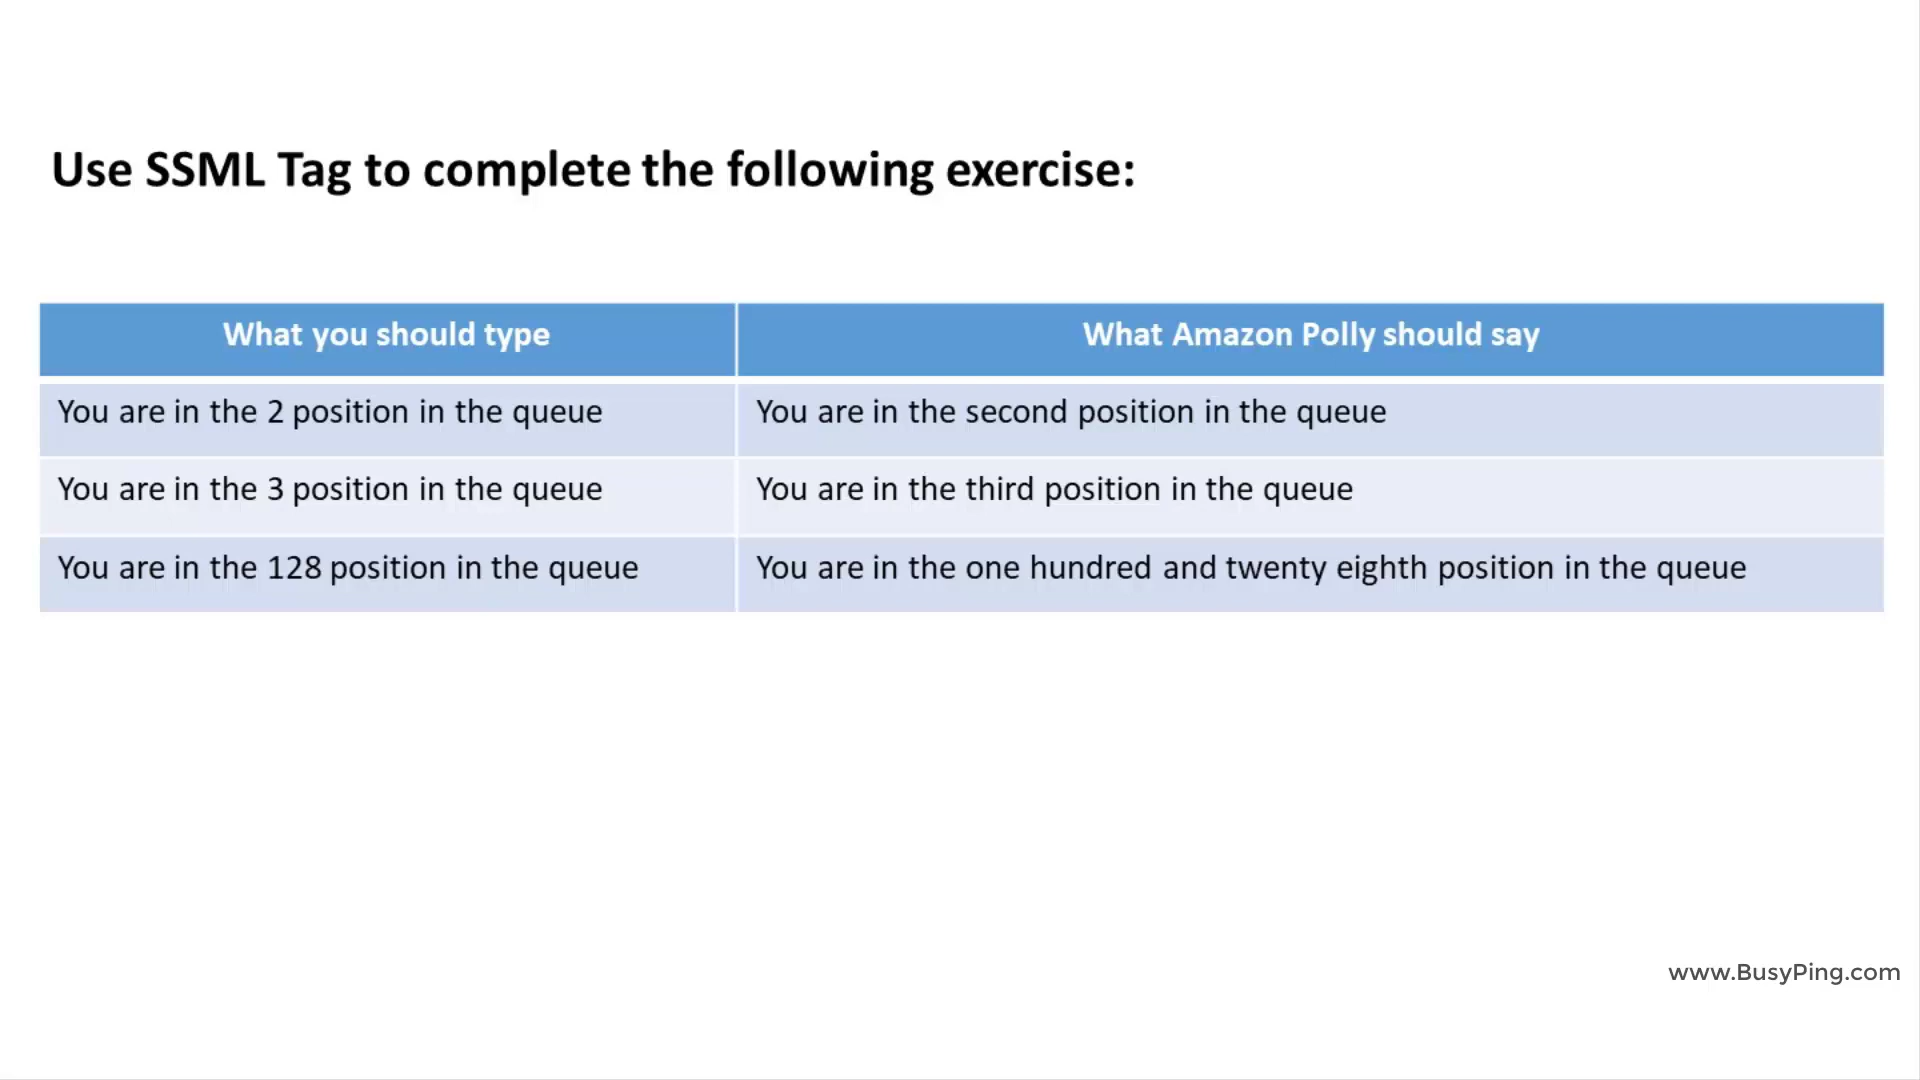 Use SSML Tag to complete the following exercise:
What you should type
What Amazon Polly should say
You are in the 2 position in the queue
You are in the second position in the queue
You are in the 3 position in the queue
You are in the third position in the queue
You are in the 128 position in the queue
You are in the one hundred and twenty eighth position in the queue
www.BusyPing.com